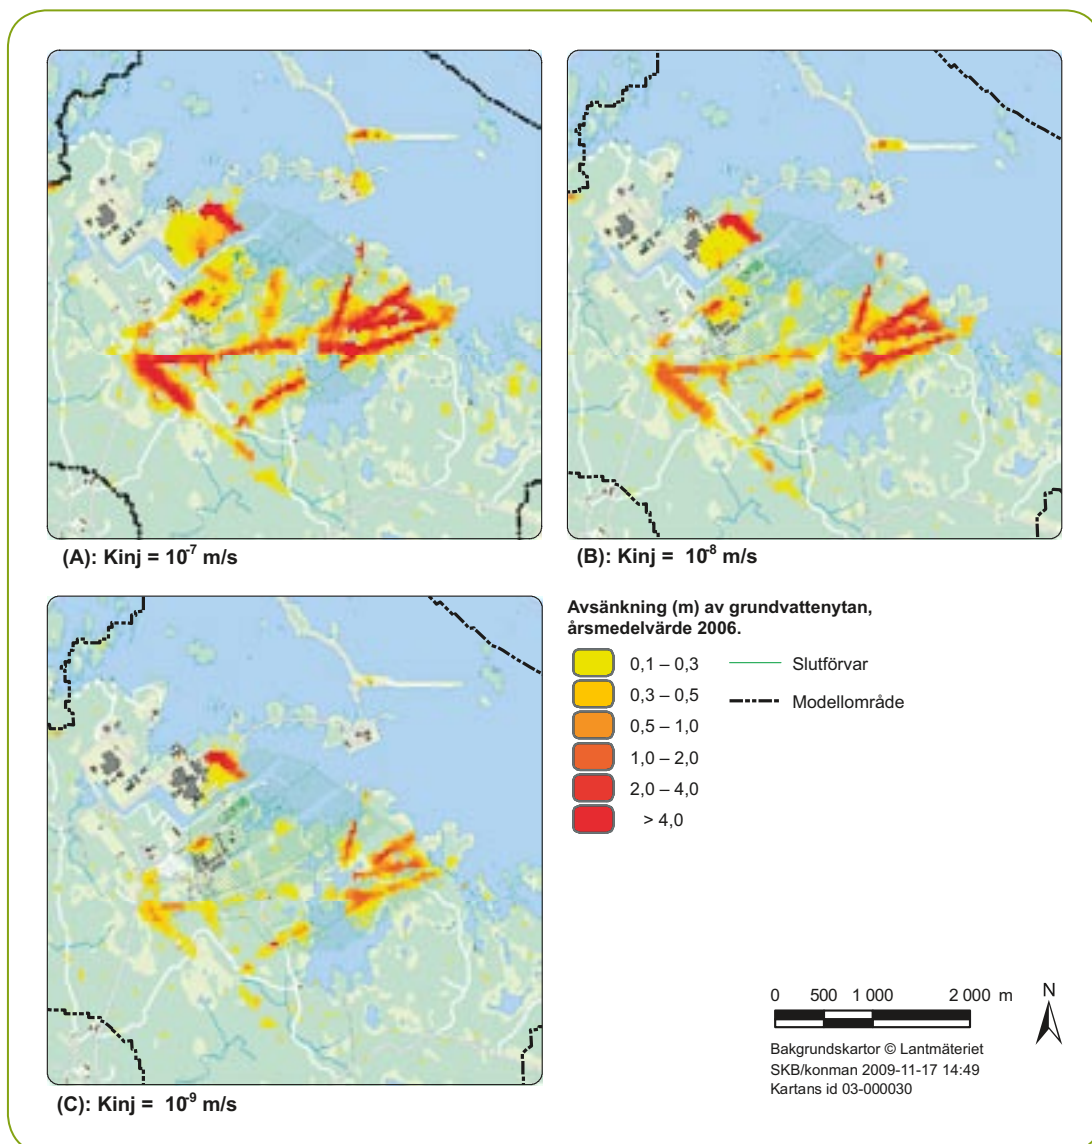 (A): Kinj = 10⁻⁷ m/s
(B): Kinj = 10⁻⁸ m/s
(C): Kinj = 10⁻⁹ m/s
Avsänkning (m) av grundvattenytan,
årsmedelvärde 2006.
0,1 – 0,3
0,3 – 0,5
0,5 – 1,0
1,0 – 2,0
2,0 – 4,0
> 4,0
Slutförvar
Modellområde
0 500 1 000 2 000 m
N
Bakgrundskartor © Lantmäteriet
SKB/konman 2009-11-17 14:49
Kartans id 03-000030